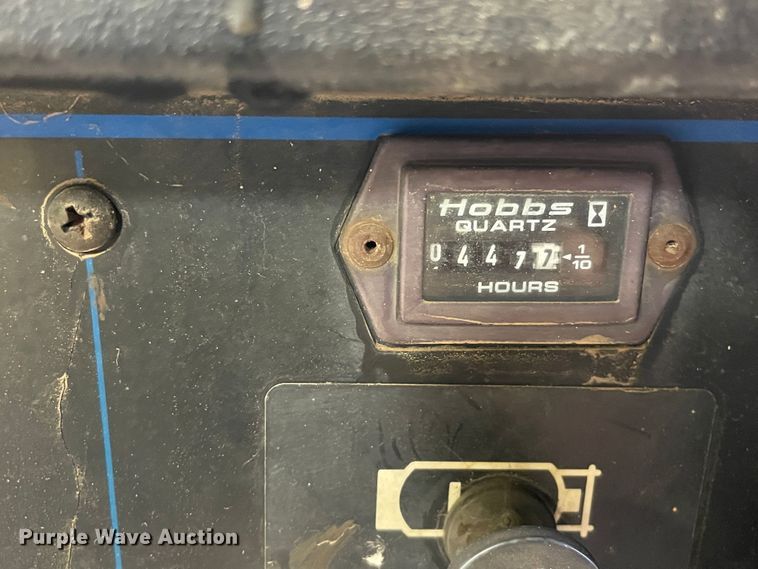 Hobbs
QUARTZ
0 4 4 7 7 1/10
HOURS
Purple Wave Auction